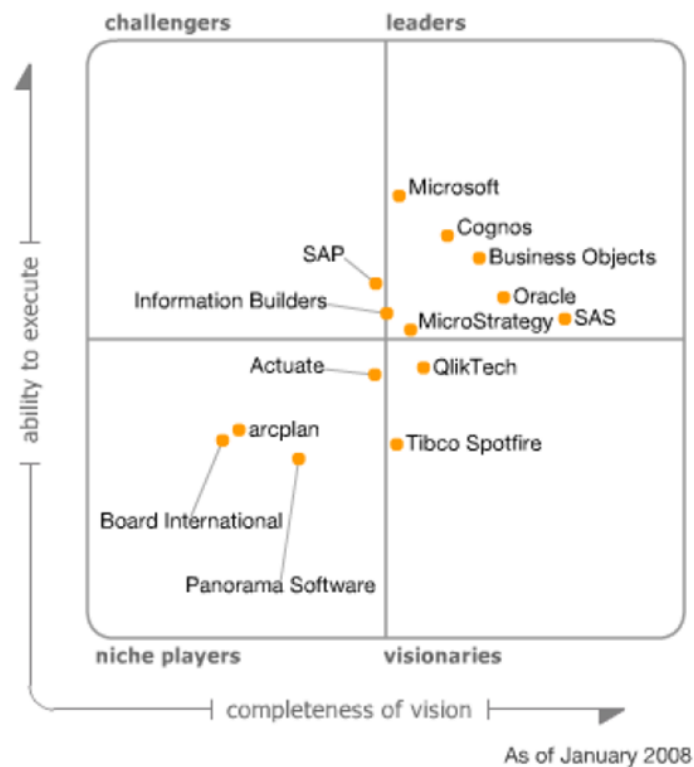 challengers
leaders
Microsoft
Cognos
SAP
Business Objects
Information Builders
Oracle
MicroStrategy
SAS
Actuate
QlikTech
arcplan
Tibco Spotfire
Board International
Panorama Software
niche players
visionaries
ability to execute
completeness of vision
As of January 2008